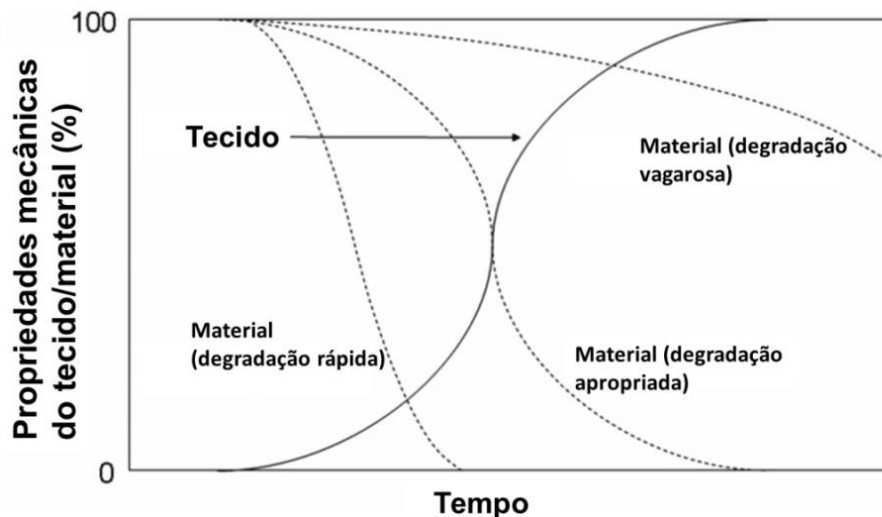 Propriedades mecânicas
do tecido/material (%)
100
0
Tecido
Material (degradação
vagarosa)
Material
(degradação rápida)
Material (degradação
apropriada)
Tempo